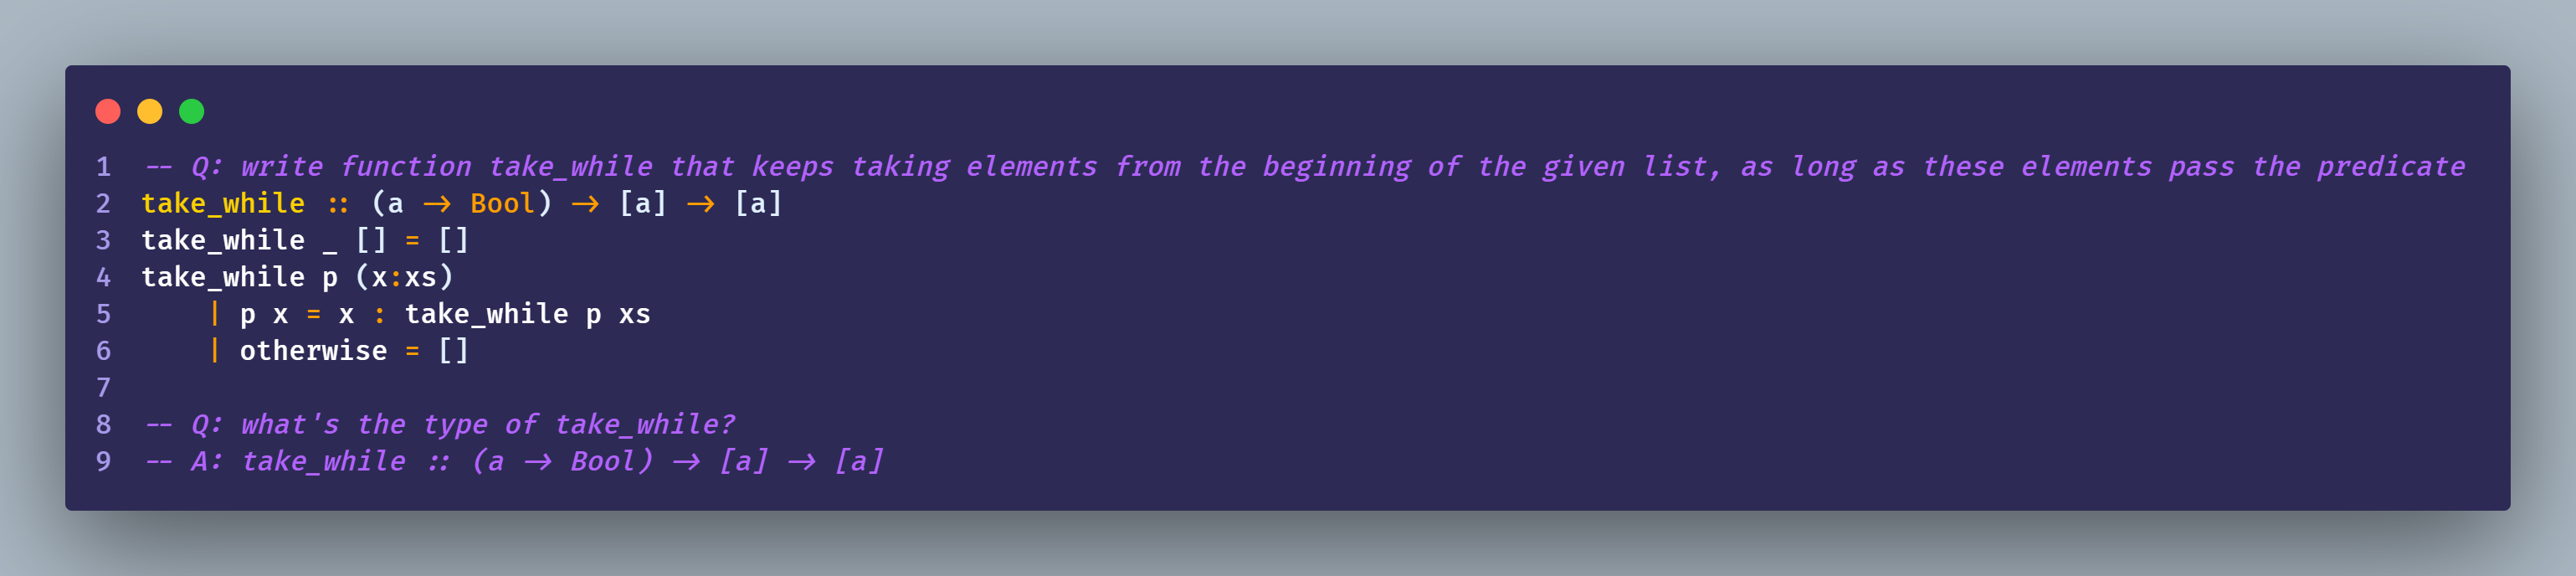 1 -- Q: write function take_while that keeps taking elements from the beginning of the given list, as long as these elements pass the predicate
2 take_while :: (a -> Bool) -> [a] -> [a]
3 take_while _ [] = []
4 take_while p (x:xs)
5     | p x = x : take_while p xs
6     | otherwise = []
7
8 -- Q: what's the type of take_while?
9 -- A: take_while :: (a -> Bool) -> [a] -> [a]